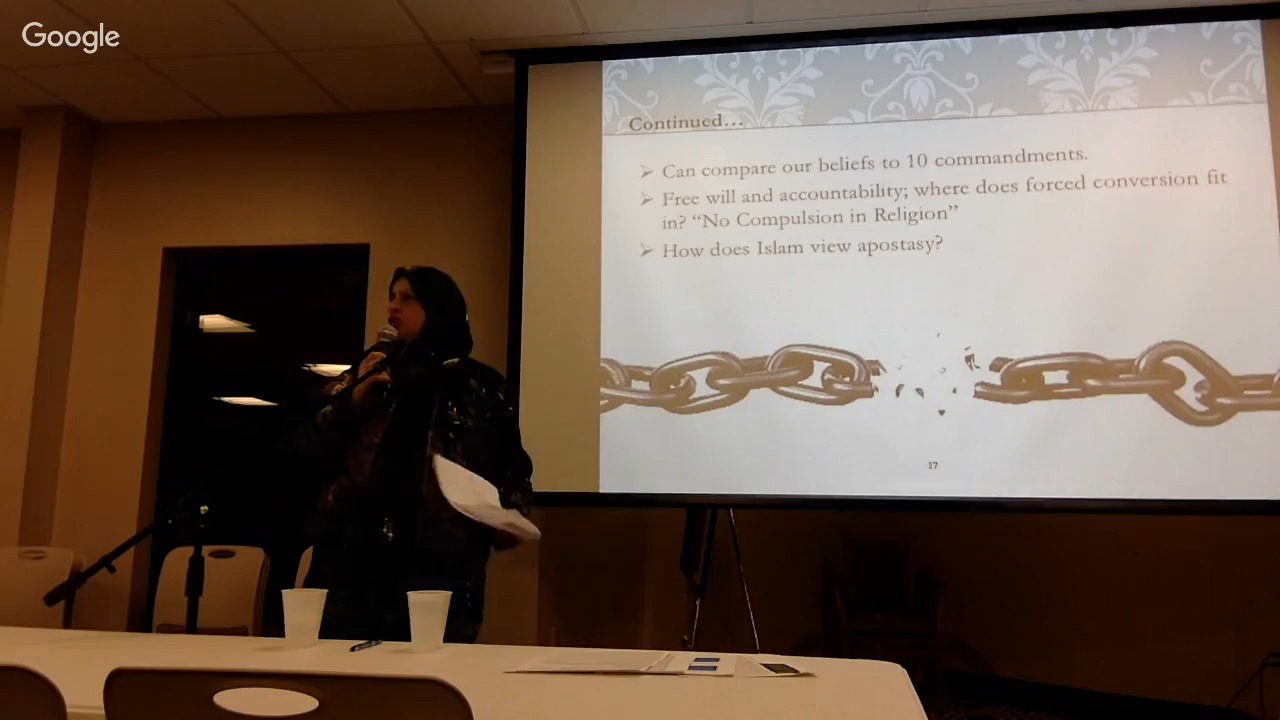 Google
Continued...
Can compare our beliefs to 10 commandments.
Free will and accountability; where does forced conversion fit
in? “No Compulsion in Religion”
How does Islam view apostasy?
17